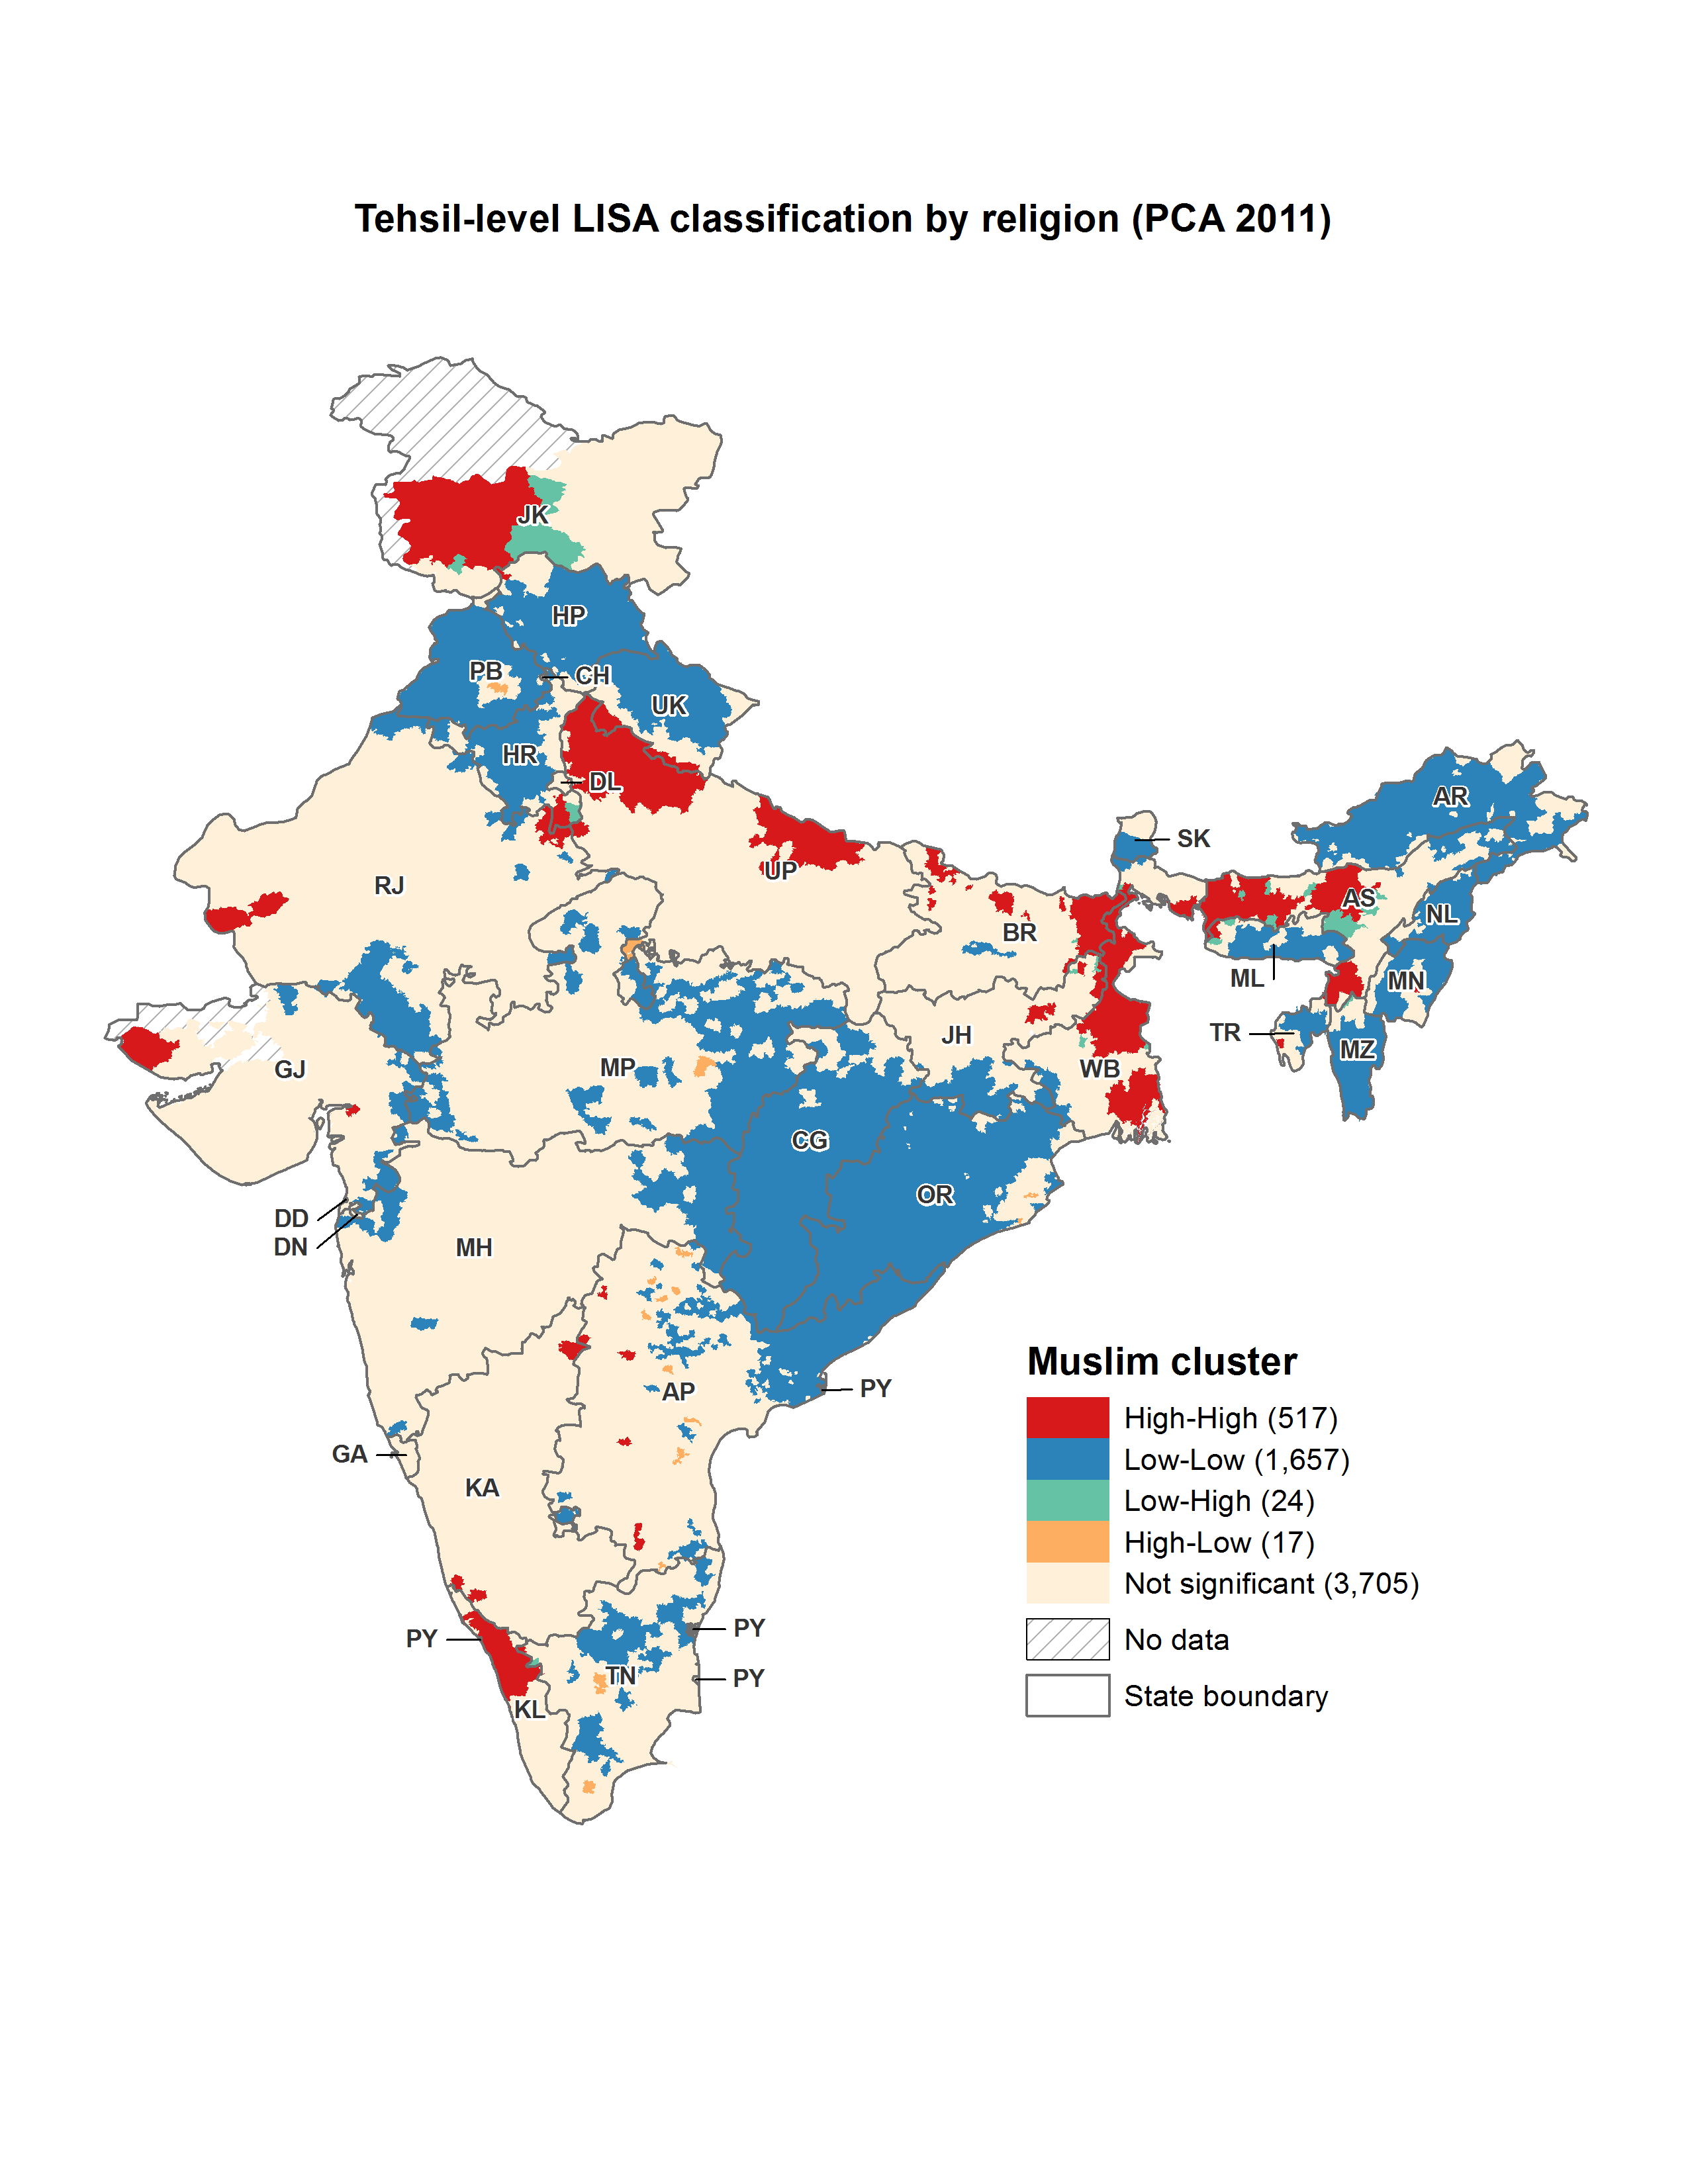 Tehsil-level LISA classification by religion (PCA 2011)
JK
HP
PB
CH
UK
HR
DL
AR
SK
UP
RJ
AS
NL
BR
ML
MN
TR
JH
MZ
GJ
MP
WB
CG
OR
DD
DN
MH
AP
PY
GA
KA
PY
PY
TN
PY
KL
Muslim cluster
High-High (517)
Low-Low (1,657)
Low-High (24)
High-Low (17)
Not significant (3,705)
No data
State boundary